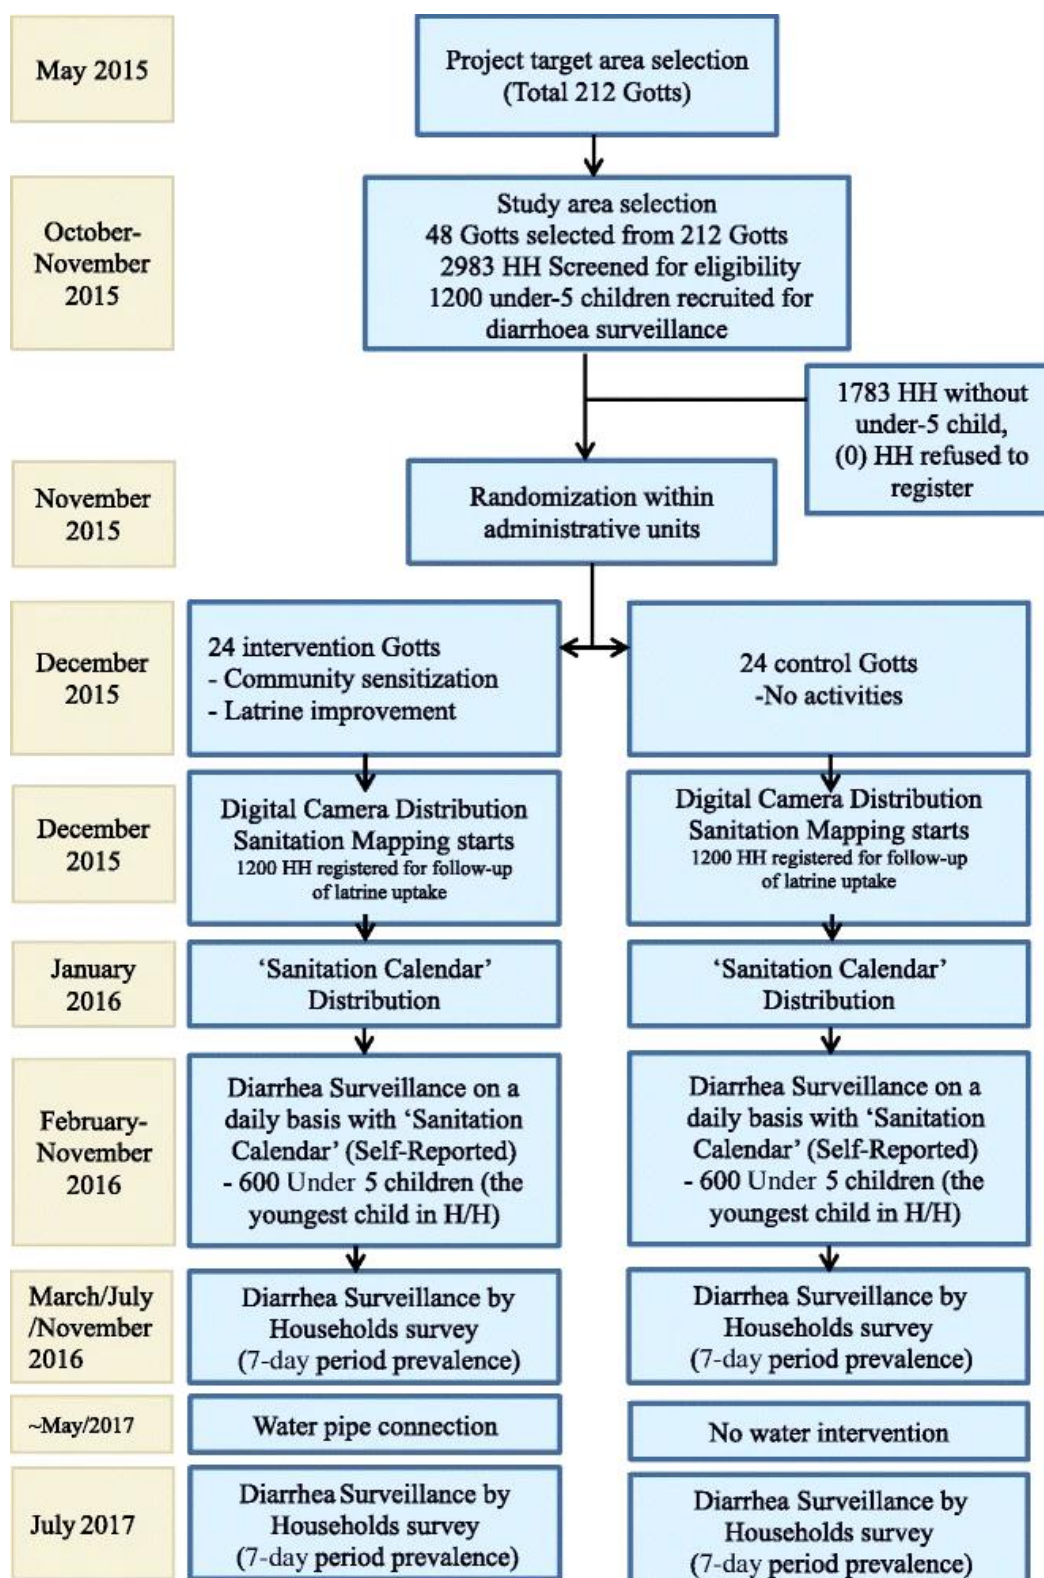 May 2015
Project target area selection
(Total 212 Gotts)
October-
November
2015
Study area selection
48 Gotts selected from 212 Gotts
2983 HH Screened for eligibility
1200 under-5 children recruited for
diarrhoea surveillance
1783 HH without
under-5 child,
(0) HH refused to
register
November
2015
Randomization within
administrative units
December
2015
24 intervention Gotts
- Community sensitization
- Latrine improvement
24 control Gotts
-No activities
December
2015
Digital Camera Distribution
Sanitation Mapping starts
1200 HH registered for follow-up
of latrine uptake
Digital Camera Distribution
Sanitation Mapping starts
1200 HH registered for follow-up
of latrine uptake
January
2016
‘Sanitation Calendar’
Distribution
‘Sanitation Calendar’
Distribution
February-
November
2016
Diarrhea Surveillance on a
daily basis with ‘Sanitation
Calendar’ (Self-Reported)
- 600 Under 5 children (the
youngest child in H/H)
Diarrhea Surveillance on a
daily basis with ‘Sanitation
Calendar’ (Self-Reported)
- 600 Under 5 children (the
youngest child in H/H)
March/July
/November
2016
Diarrhea Surveillance by
Households survey
(7-day period prevalence)
Diarrhea Surveillance by
Households survey
(7-day period prevalence)
~May/2017
Water pipe connection
No water intervention
July 2017
Diarrhea Surveillance by
Households survey
(7-day period prevalence)
Diarrhea Surveillance by
Households survey
(7-day period prevalence)